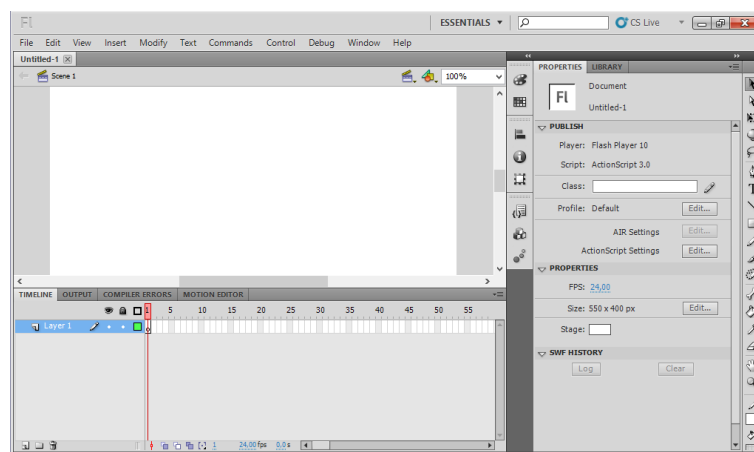 Fl ESSENTIALS CS Live
File Edit View Insert Modify Text Commands Control Debug Window Help
Untitled-1
Scene 1 100%
PROPERTIES LIBRARY
Fl Document
Untitled-1
PUBLISH
Player: Flash Player 10
Script: ActionScript 3.0
Class:
Profile: Default Edit...
AIR Settings Edit...
ActionScript Settings Edit...
PROPERTIES
FPS: 24,00
Size: 550 x 400 px Edit...
Stage:
SWF HISTORY
Log Clear
TIMELINE OUTPUT COMPILER ERRORS MOTION EDITOR
1 5 10 15 20 25 30 35 40 45 50 55
Layer 1
1 24,00 fps 0,0 s